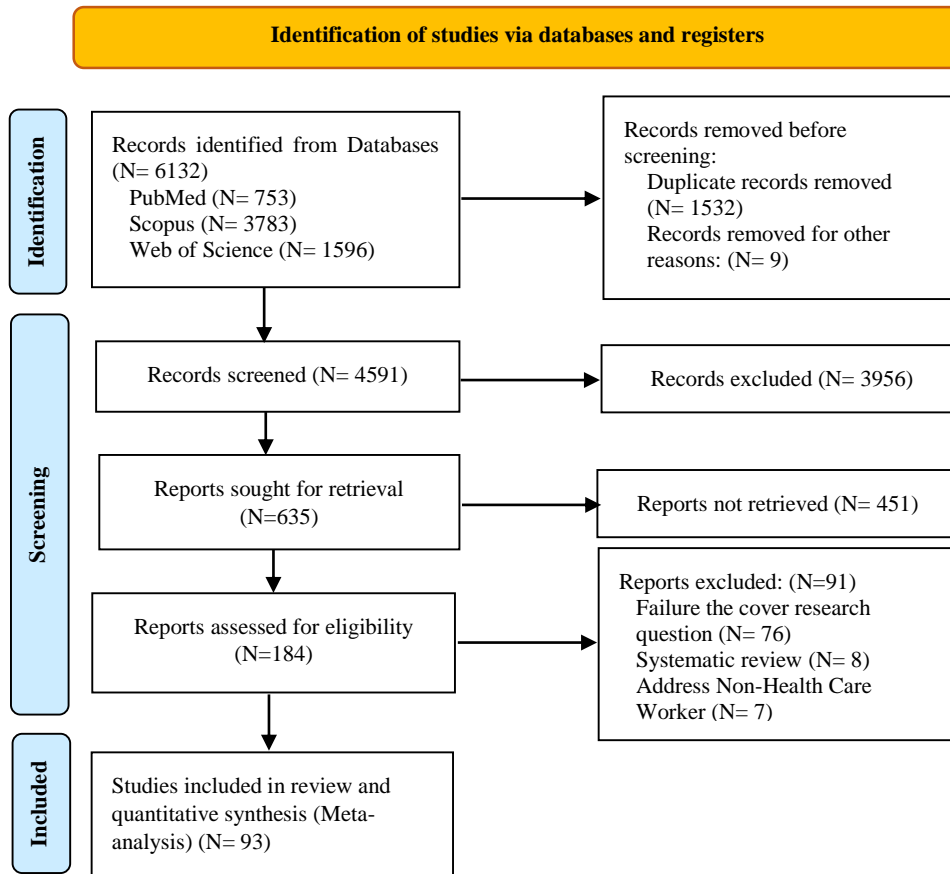 Identification of studies via databases and registers
Identification
Records identified from Databases
(N= 6132)
PubMed (N= 753)
Scopus (N= 3783)
Web of Science (N= 1596)
Records removed before
screening:
Duplicate records removed
(N= 1532)
Records removed for other
reasons: (N= 9)
Screening
Records screened (N= 4591)
Records excluded (N= 3956)
Reports sought for retrieval
(N=635)
Reports not retrieved (N= 451)
Reports assessed for eligibility
(N=184)
Reports excluded: (N=91)
Failure the cover research
question (N= 76)
Systematic review (N= 8)
Address Non-Health Care
Worker (N= 7)
Included
Studies included in review and
quantitative synthesis (Meta-
analysis) (N= 93)